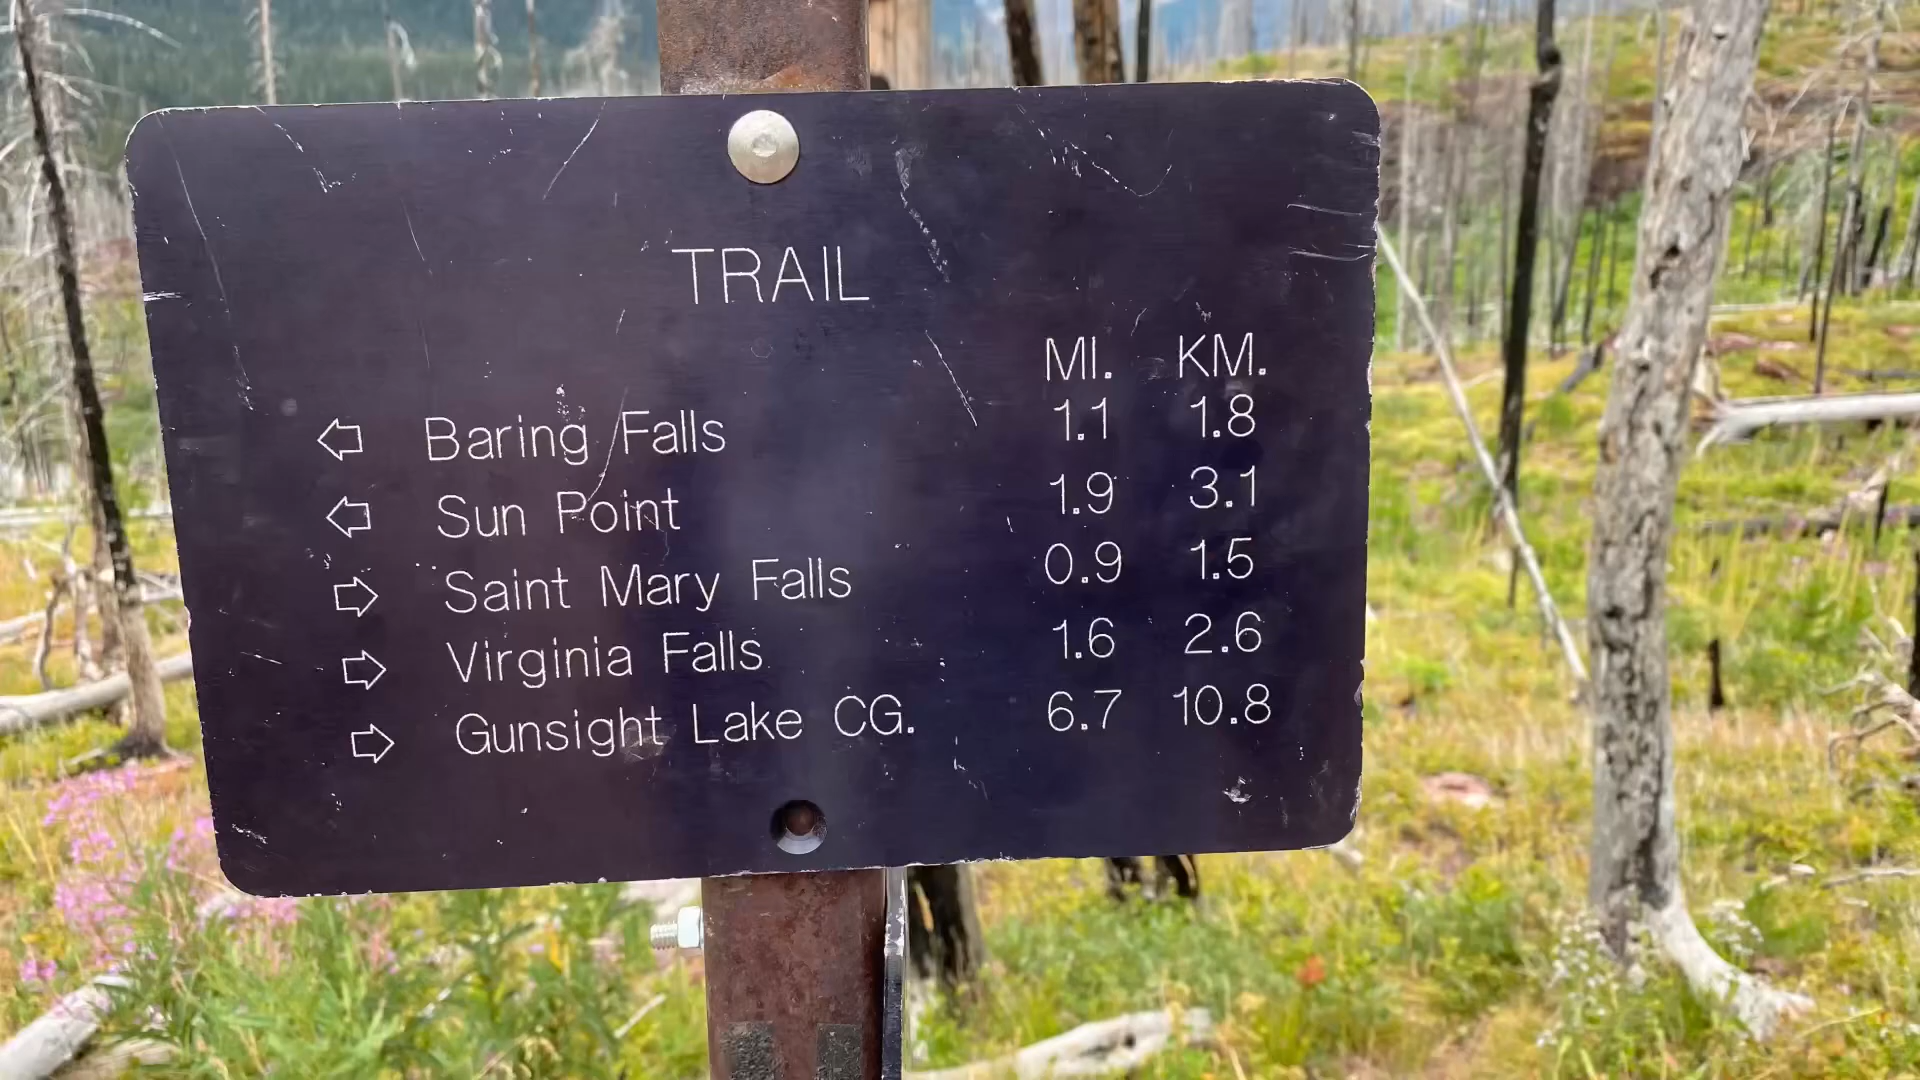 TRAIL
MI. KM.
⇦ Baring Falls 1.1 1.8
⇦ Sun Point 1.9 3.1
⇨ Saint Mary Falls 0.9 1.5
⇨ Virginia Falls 1.6 2.6
⇨ Gunsight Lake CG. 6.7 10.8